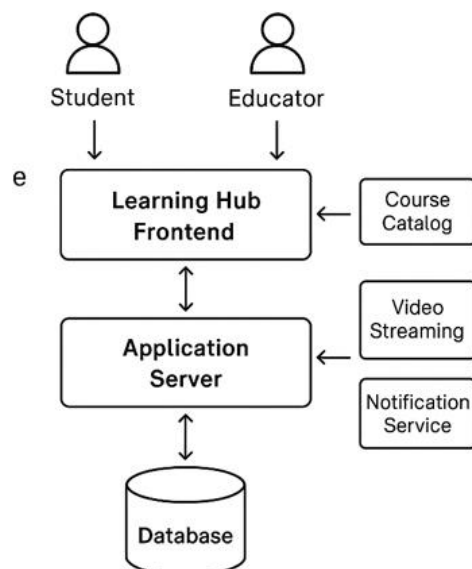 Student
Educator
e
Learning Hub
Frontend
Course
Catalog
Application
Server
Video
Streaming
Notification
Service
Database